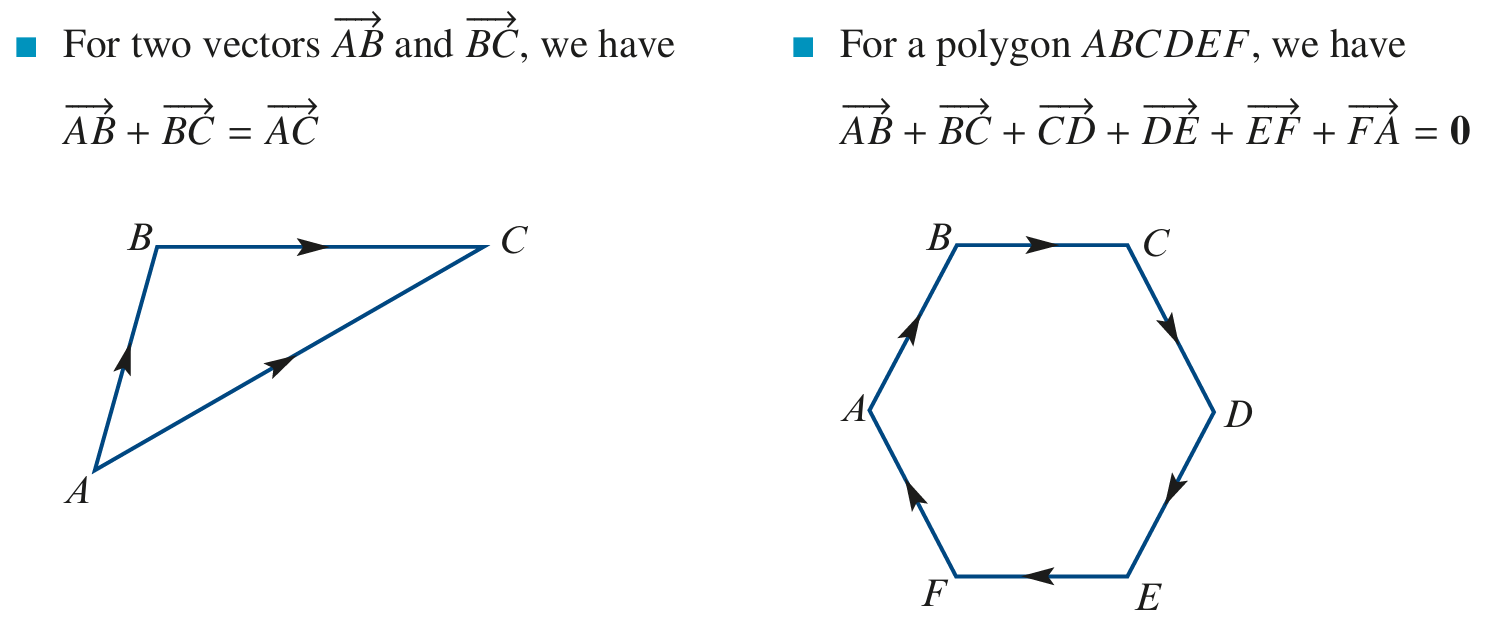 ■ For two vectors $\overrightarrow{AB}$ and $\overrightarrow{BC}$, we have
$\overrightarrow{AB} + \overrightarrow{BC} = \overrightarrow{AC}$
B C
A
■ For a polygon ABCDEF, we have
$\overrightarrow{AB} + \overrightarrow{BC} + \overrightarrow{CD} + \overrightarrow{DE} + \overrightarrow{EF} + \overrightarrow{FA} = \mathbf{0}$
B C
A D
F E